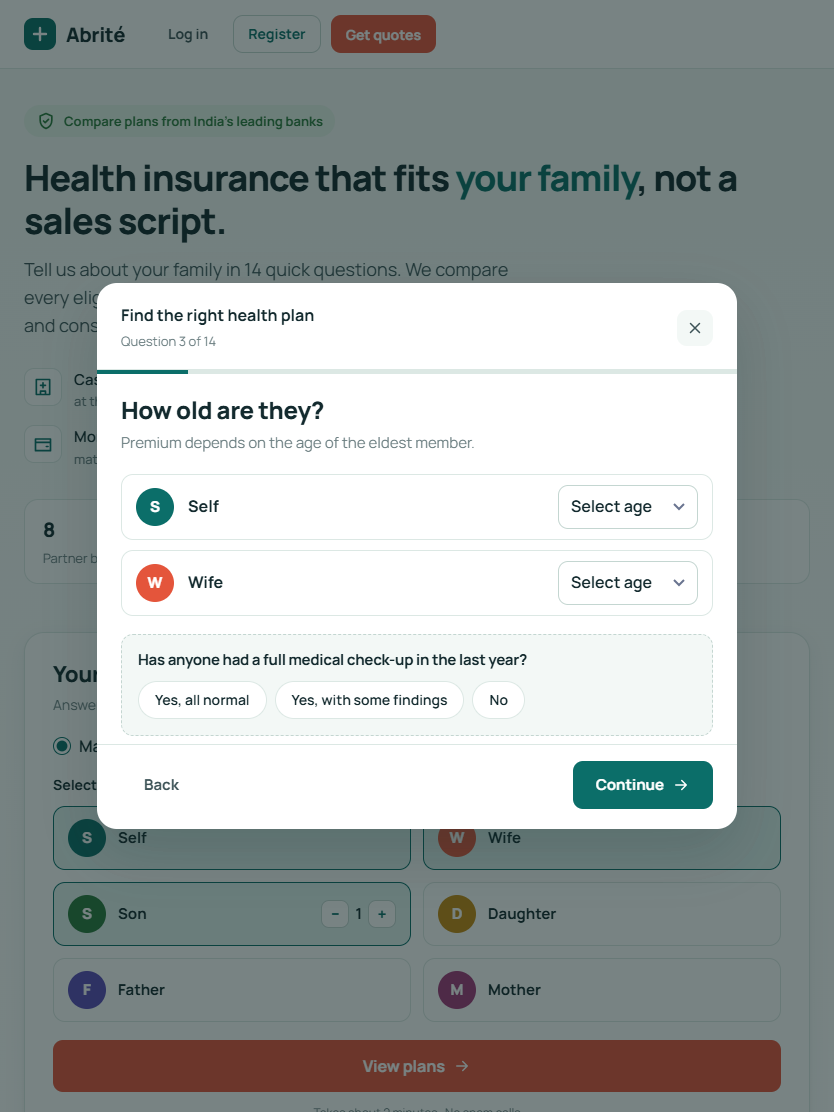 Abrité
Log in
Register
Get quotes
Compare plans from India's leading banks
Health insurance that fits your family, not a
sales script.
Tell us about your family in 14 quick questions. We compare
every elig
and cons
Find the right health plan
Question 3 of 14
How old are they?
Premium depends on the age of the eldest member.
S
Self
Select age
W
Wife
Select age
Has anyone had a full medical check-up in the last year?
Yes, all normal
Yes, with some findings
No
Back
Continue →
Cas
at th
Mo
mat
8
Partner b
Your
Answe
Ma
Select
S
Self
W
Wife
S
Son
− 1 +
D
Daughter
F
Father
M
Mother
View plans →